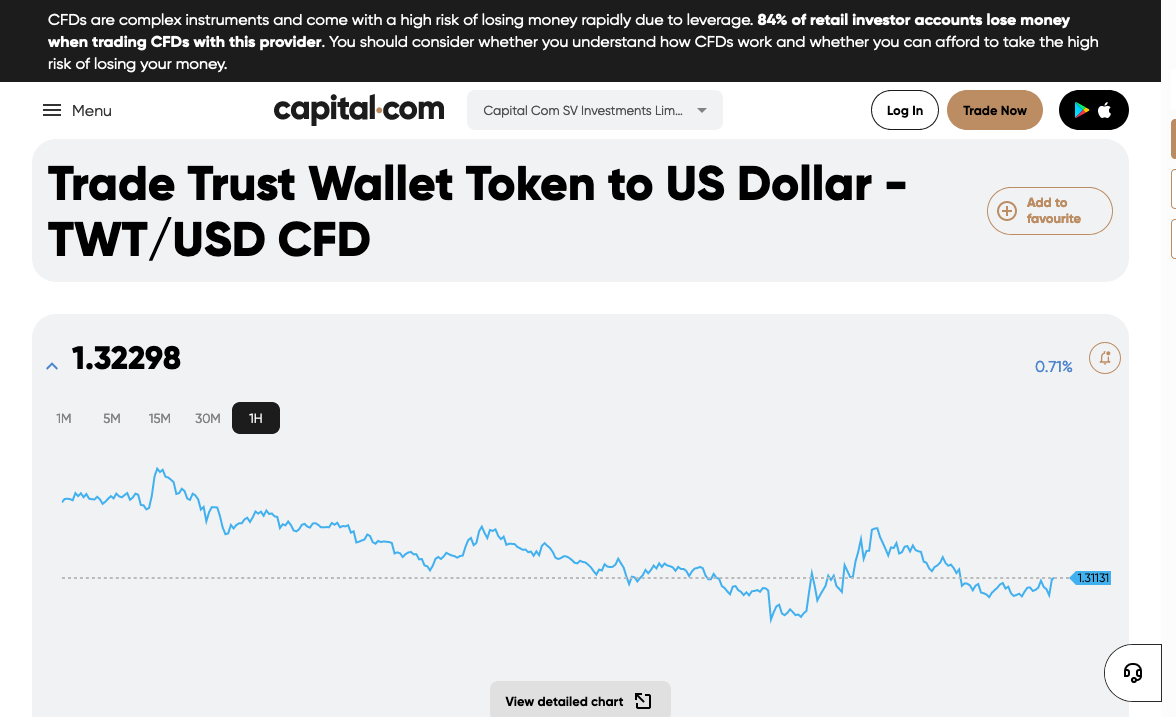 CFDs are complex instruments and come with a high risk of losing money rapidly due to leverage. 84% of retail investor accounts lose money
when trading CFDs with this provider. You should consider whether you understand how CFDs work and whether you can afford to take the high
risk of losing your money.
Menu
capital.com
Capital Com SV Investments Lim...
Log In
Trade Now
Trade Trust Wallet Token to US Dollar -
TWT/USD CFD
Add to
favourite
1.32298
0.71%
1M 5M 15M 30M 1H
1.31131
View detailed chart